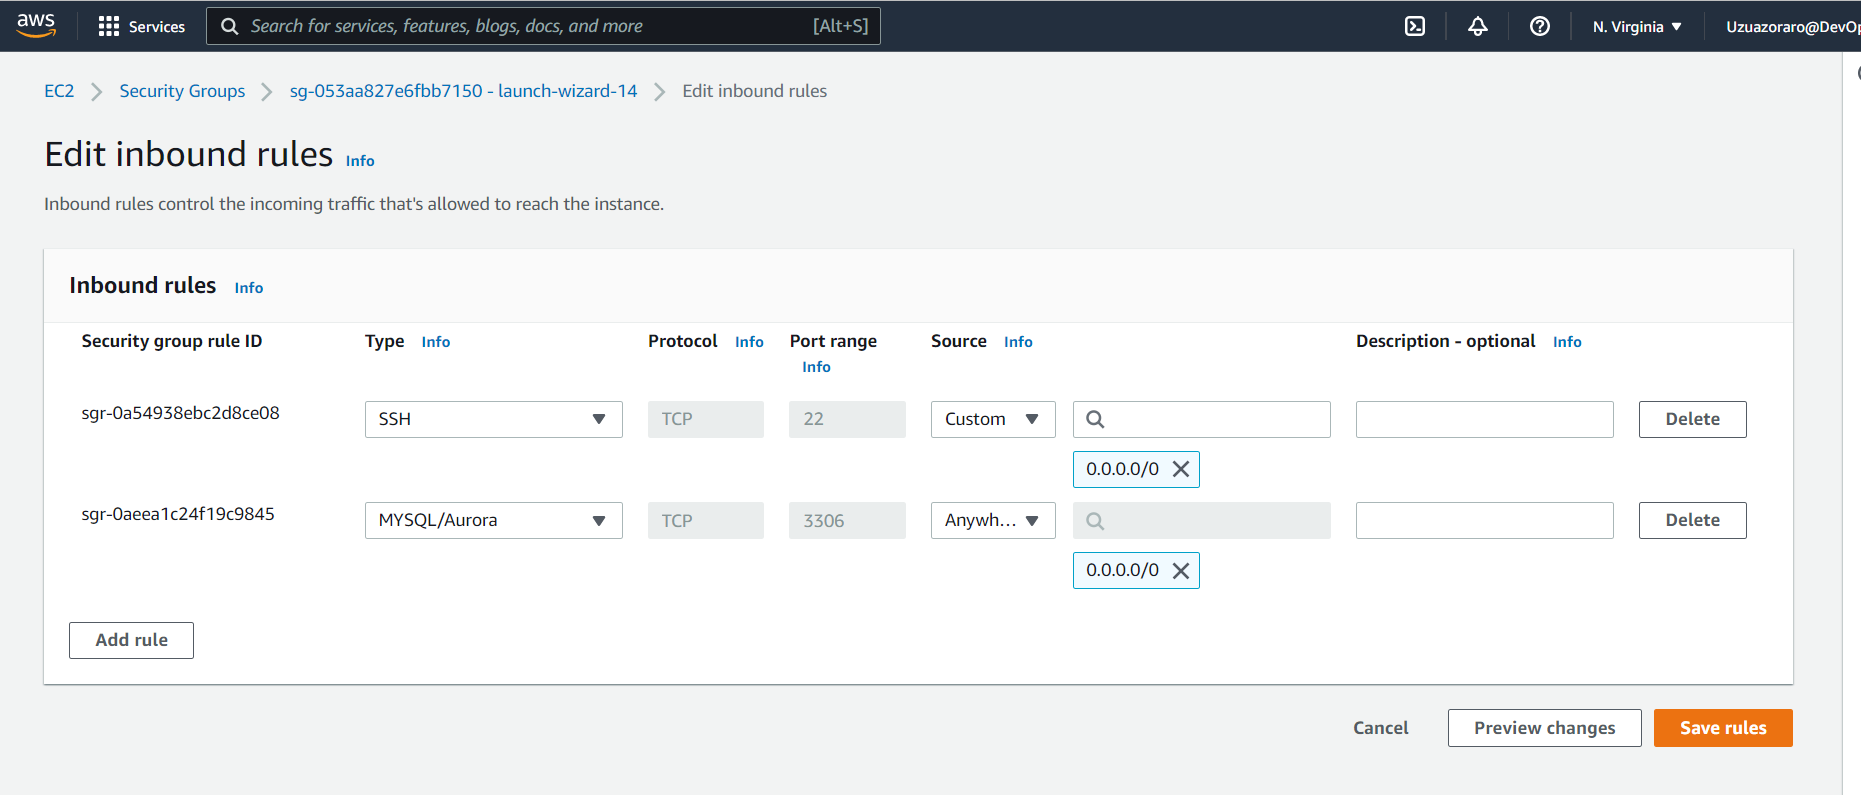 aws Services Search for services, features, blogs, docs, and more [Alt+S] N. Virginia Uzuazoraro@DevOp
EC2 Security Groups sg-053aa827e6fbb7150 - launch-wizard-14 Edit inbound rules
Edit inbound rules Info
Inbound rules control the incoming traffic that's allowed to reach the instance.
Inbound rules Info
Security group rule ID Type Info Protocol Info Port range Source Info Description - optional Info
Info
sgr-0a54938ebc2d8ce08 SSH TCP 22 Custom Delete
0.0.0.0/0
sgr-0aeea1c24f19c9845 MYSQL/Aurora TCP 3306 Anywh... Delete
0.0.0.0/0
Add rule
Cancel Preview changes Save rules